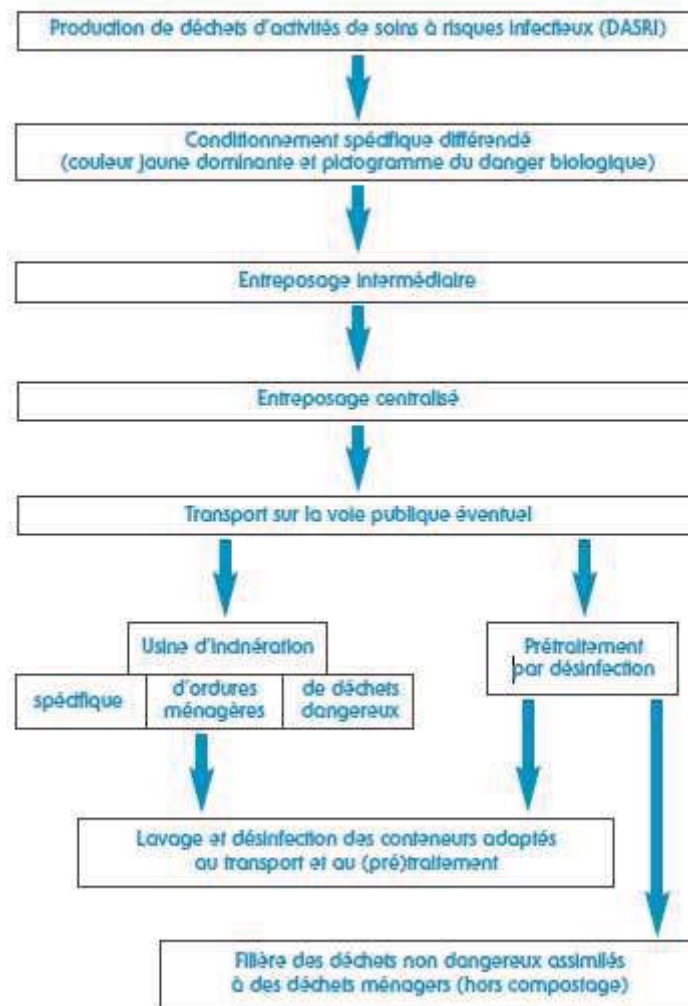 Production de déchets d'activités de soins à risques infectieux (DASRI)
Conditionnement spécifique différencié
(couleur jaune dominante et pictogramme du danger biologique)
Entreposage intermédiaire
Entreposage centralisé
Transport sur la voie publique éventuel
Usine d'incinération
spécifique
d'ordures
ménagères
de déchets
dangereux
Prétraitement
par désinfection
Lavage et désinfection des conteneurs adaptés
au transport et au (pré)traitement
Filière des déchets non dangereux assimilés
à des déchets ménagers (hors compostage)